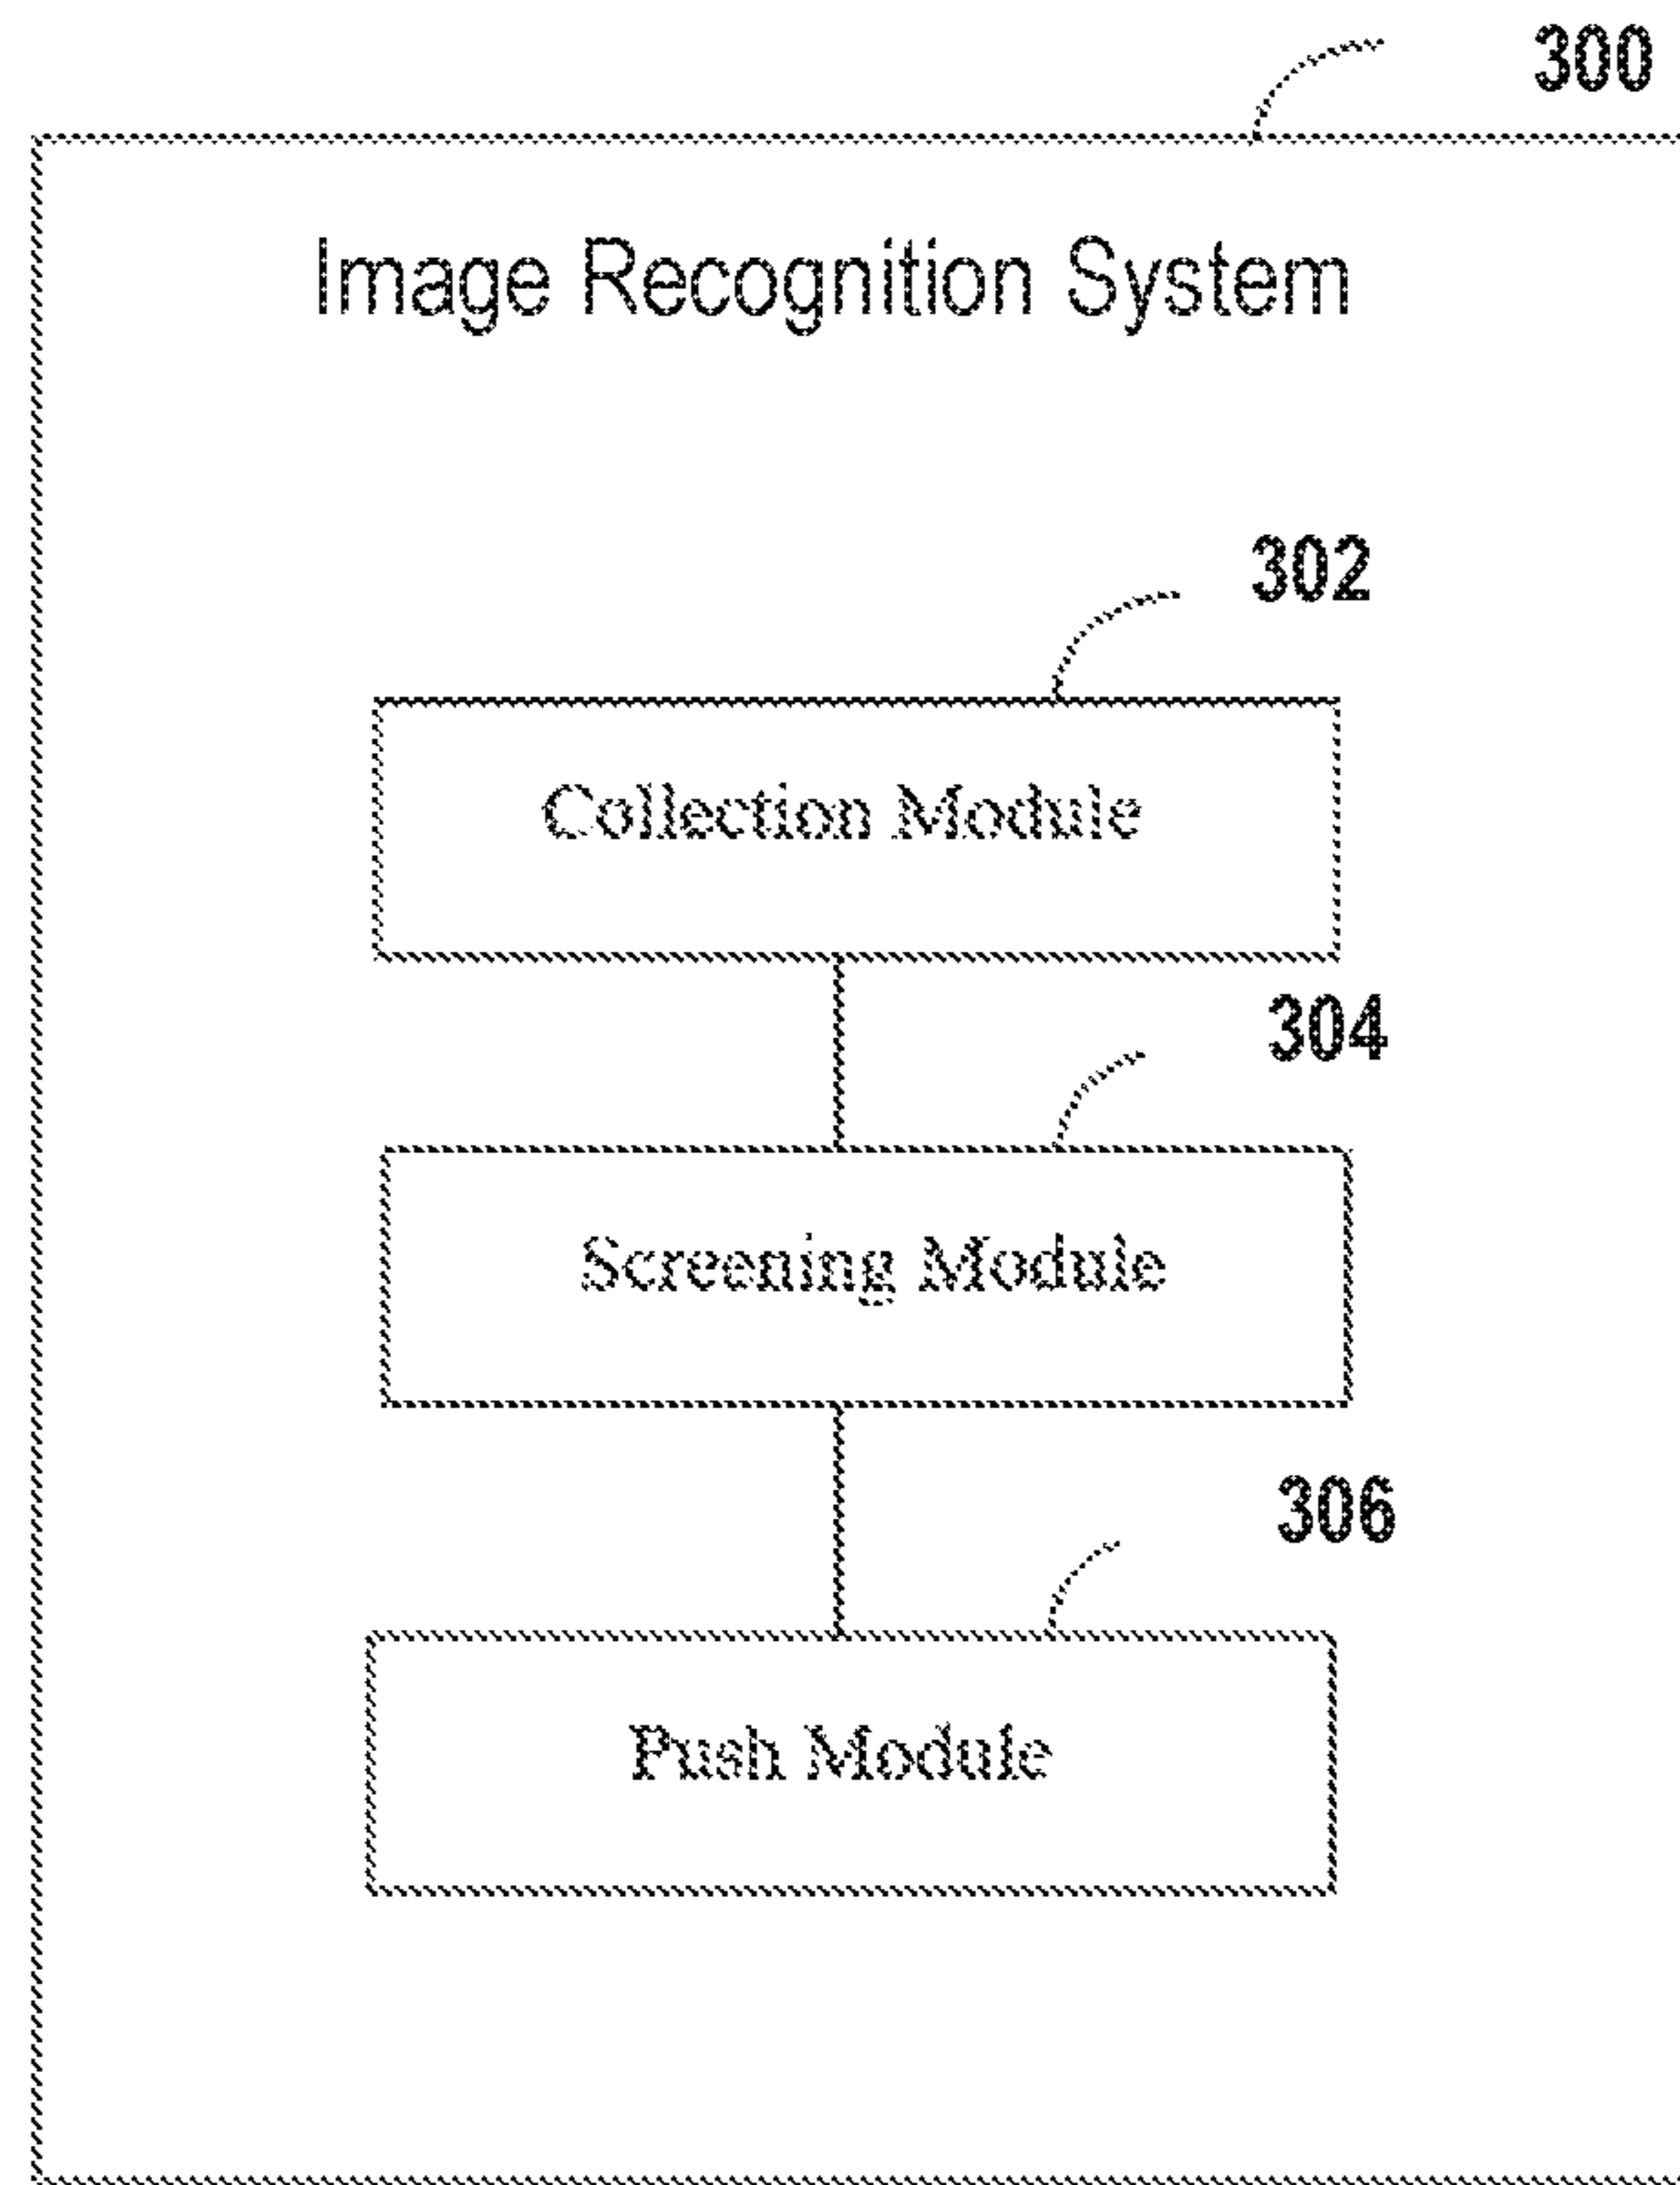 300
Image Recognition System
302
Collection Module
304
Screening Module
306
Push Module